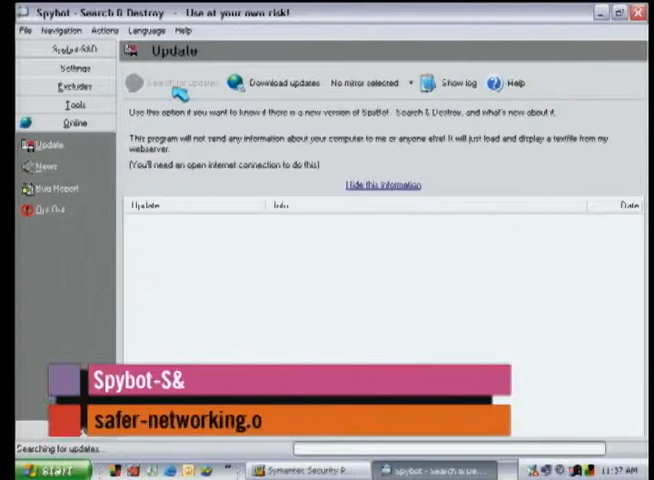 Spybot - Search & Destroy - Use at your own risk!
File Navigation Actions Language Help
Spybot-S&D
Settings
Excludes
Tools
Online
Update
News
Bug Report
Opt Out
Update
Search for updates Download updates No mirror selected Show log Help
Use this option if you want to know if there is a new version of SpyBot - Search & Destroy, and what's new about it.
This program will not send any information about your computer to me or anyone else! It will just load and display a textfile from my
webserver.
(You'll need an open internet connection to do this)
Hide this information
Update Info Date
Spybot-S&
safer-networking.o
Searching for updates...
start Symantec Security R... Spybot - Search & De... 11:37 AM